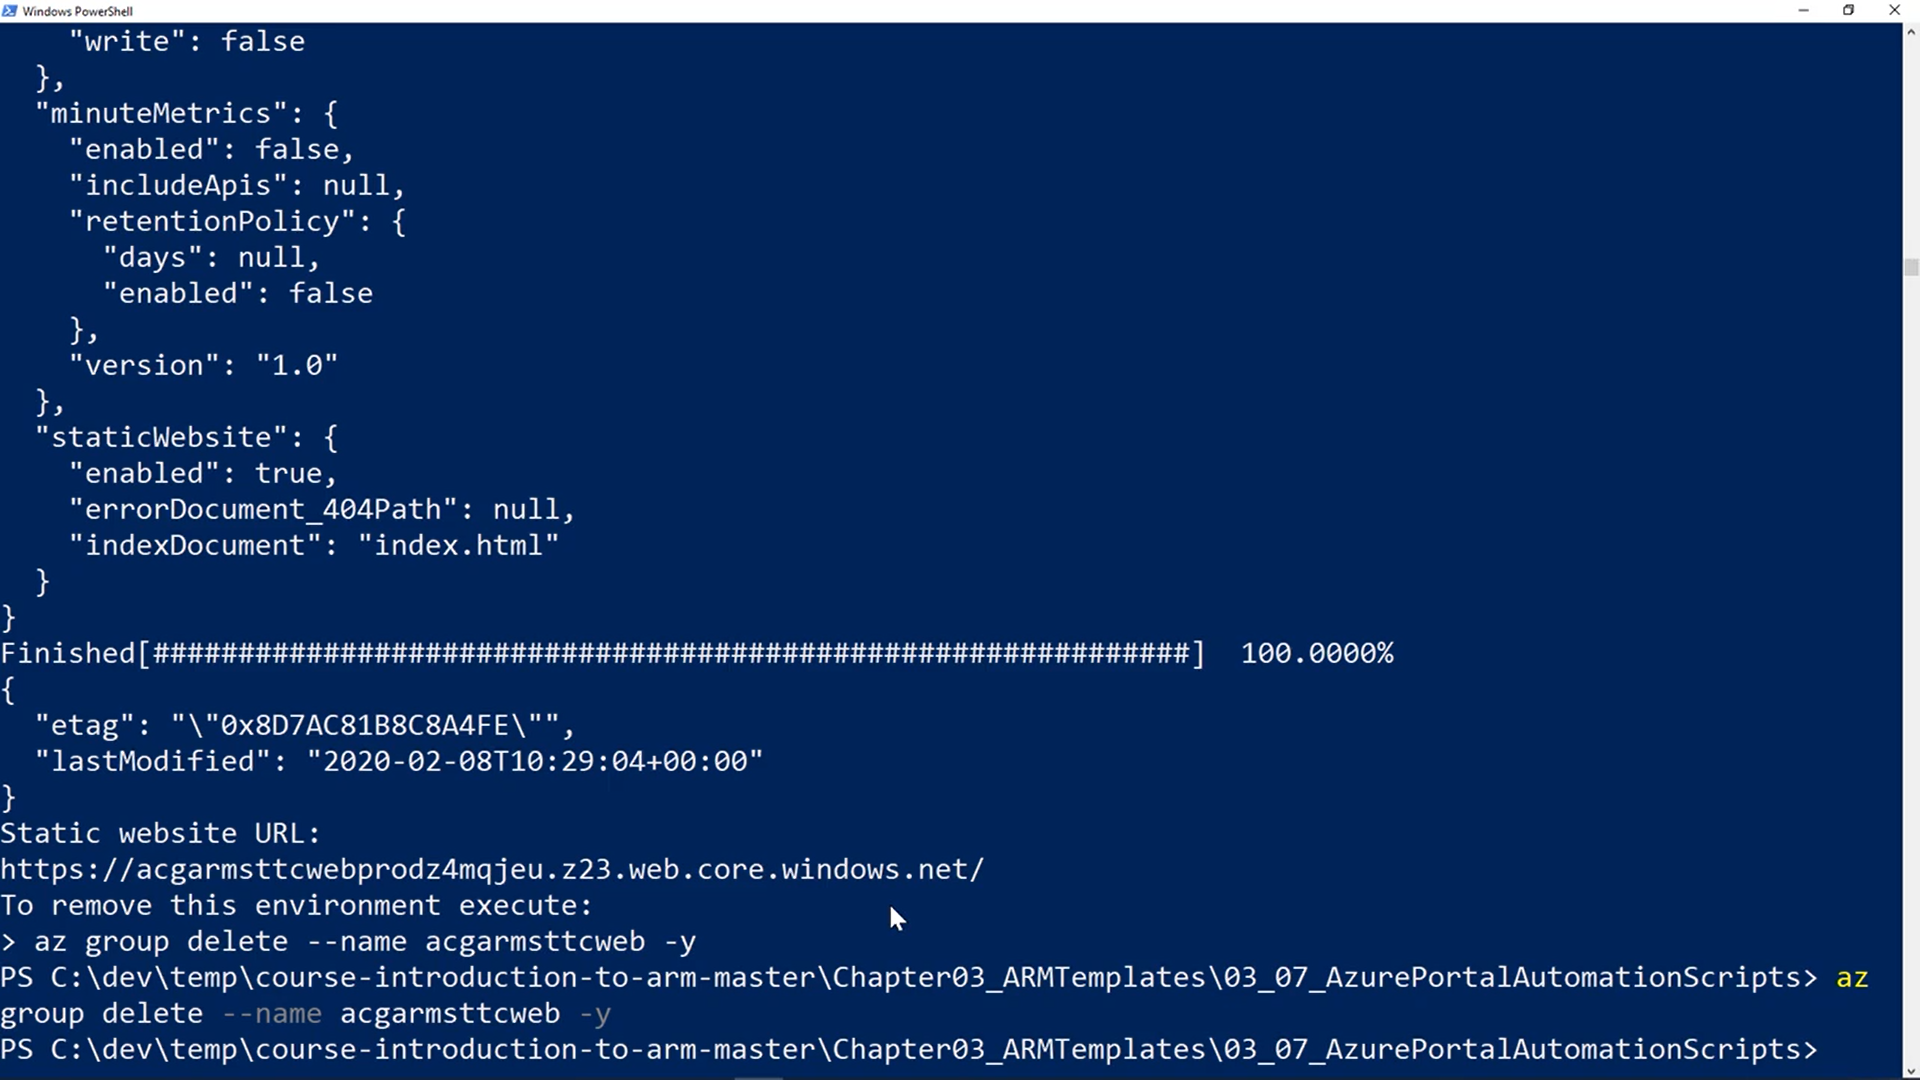 Windows PowerShell
"write": false
},
"minuteMetrics": {
"enabled": false,
"includeApis": null,
"retentionPolicy": {
"days": null,
"enabled": false
},
"version": "1.0"
},
"staticWebsite": {
"enabled": true,
"errorDocument_404Path": null,
"indexDocument": "index.html"
}
}
Finished[#############################################################]  100.0000%
{
"etag": "\"0x8D7AC81B8C8A4FE\"",
"lastModified": "2020-02-08T10:29:04+00:00"
}
Static website URL:
https://acgarmsttcwebprodz4mqjeu.z23.web.core.windows.net/
To remove this environment execute:
> az group delete --name acgarmsttcweb -y
PS C:\dev\temp\course-introduction-to-arm-master\Chapter03_ARMTemplates\03_07_AzurePortalAutomationScripts> az
group delete --name acgarmsttcweb -y
PS C:\dev\temp\course-introduction-to-arm-master\Chapter03_ARMTemplates\03_07_AzurePortalAutomationScripts>